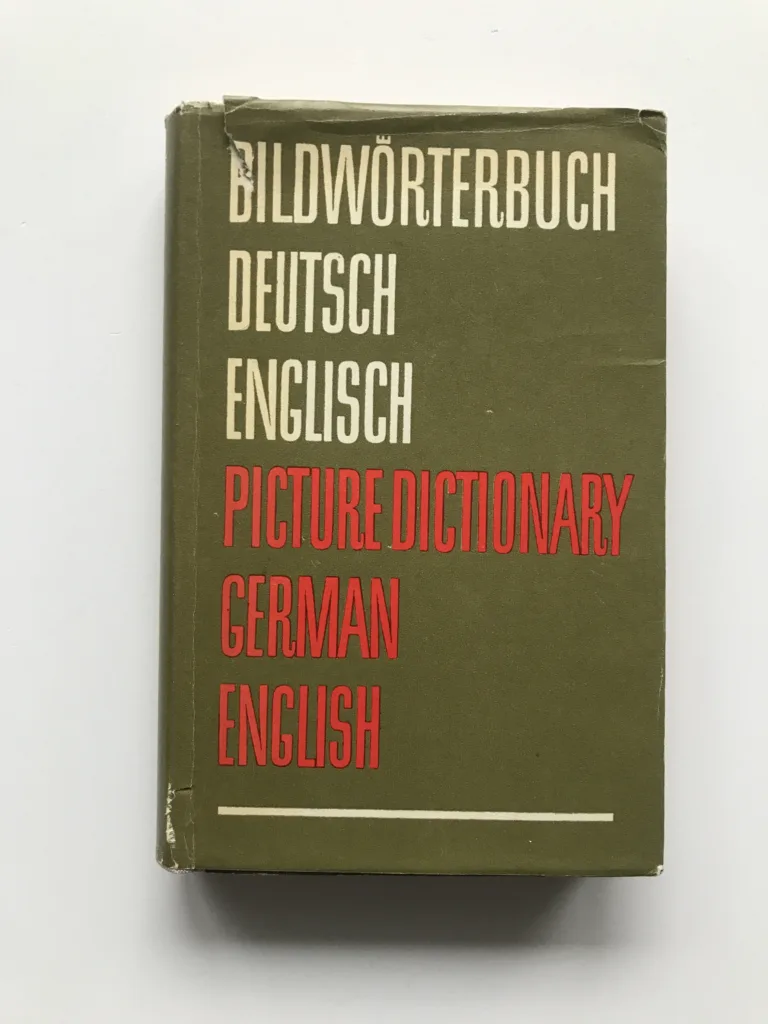 BILDWÖRTERBUCH
DEUTSCH
ENGLISCH
PICTURE DICTIONARY
GERMAN
ENGLISH